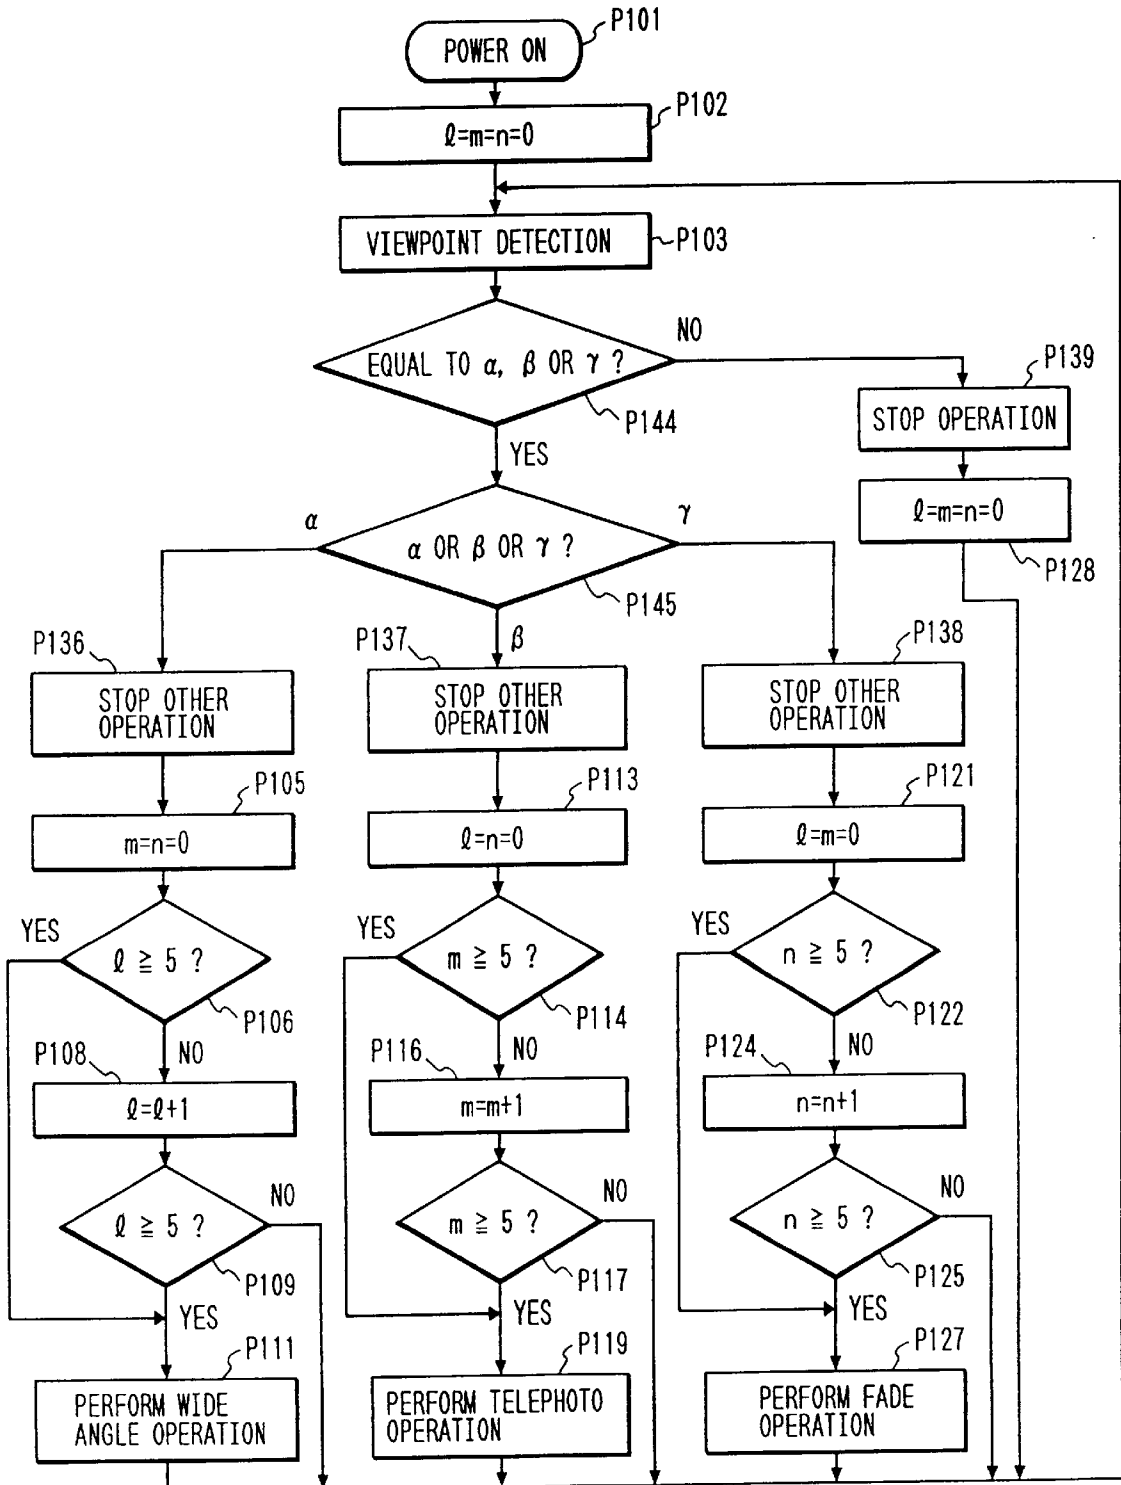 POWER ON
P101
ℓ=m=n=0
P102
VIEWPOINT DETECTION
P103
EQUAL TO α, β OR γ ?
NO
P144
YES
P139
STOP OPERATION
ℓ=m=n=0
P128
α
α OR β OR γ ?
γ
P145
β
P136
STOP OTHER
OPERATION
P137
STOP OTHER
OPERATION
P138
STOP OTHER
OPERATION
P105
m=n=0
P113
ℓ=n=0
P121
ℓ=m=0
YES
ℓ ≧ 5 ?
P106
NO
YES
m ≧ 5 ?
P114
NO
YES
n ≧ 5 ?
P122
NO
P108
ℓ=ℓ+1
P116
m=m+1
P124
n=n+1
ℓ ≧ 5 ?
NO
P109
YES
m ≧ 5 ?
NO
P117
YES
n ≧ 5 ?
NO
P125
YES
P111
PERFORM WIDE
ANGLE OPERATION
P119
PERFORM TELEPHOTO
OPERATION
P127
PERFORM FADE
OPERATION